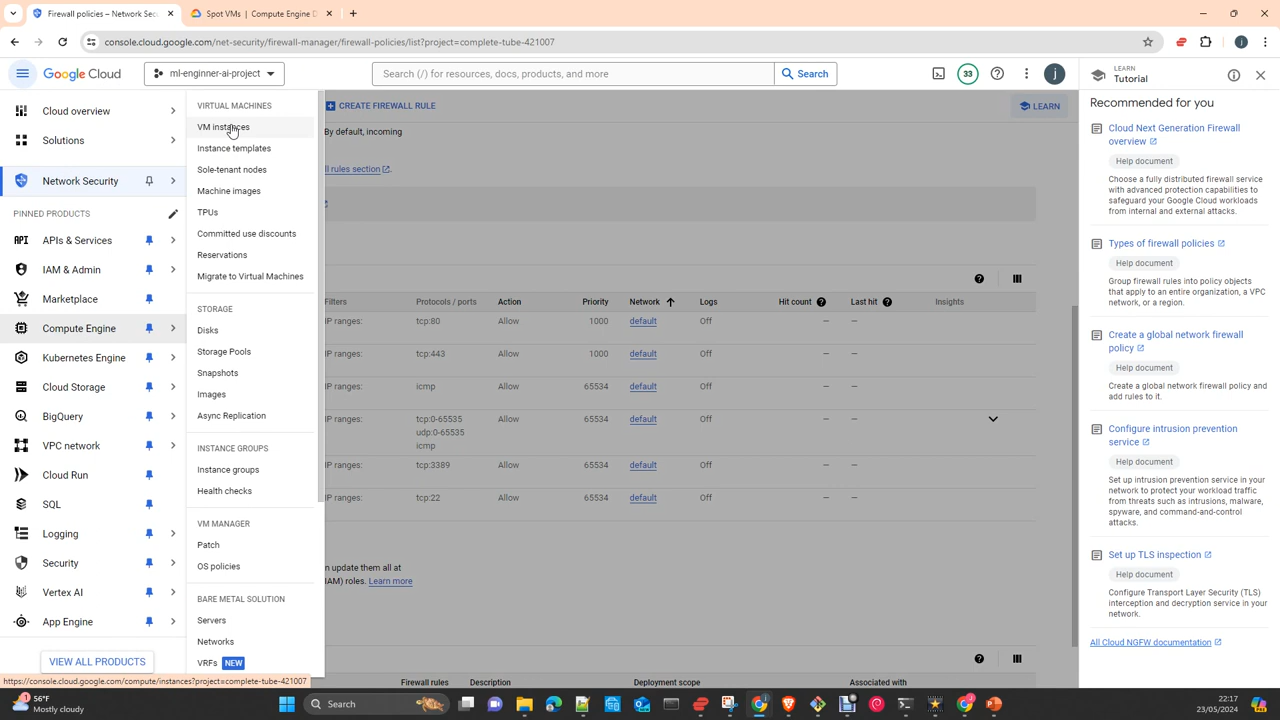 Firewall policies – Network Sec
Spot VMs | Compute Engine D
console.cloud.google.com/net-security/firewall-manager/firewall-policies/list?project=complete-tube-421007
j
Google Cloud
ml-enginner-ai-project
Search (/) for resources, docs, products, and more
Search
33
j
LEARN
Tutorial
Cloud overview
Solutions
Network Security
PINNED PRODUCTS
API APIs & Services
IAM & Admin
Marketplace
Compute Engine
Kubernetes Engine
Cloud Storage
BigQuery
VPC network
Cloud Run
SQL
Logging
Security
Vertex AI
App Engine
VIEW ALL PRODUCTS
VIRTUAL MACHINES
VM instances
Instance templates
Sole-tenant nodes
Machine images
TPUs
Committed use discounts
Reservations
Migrate to Virtual Machines
STORAGE
Disks
Storage Pools
Snapshots
Images
Async Replication
INSTANCE GROUPS
Instance groups
Health checks
VM MANAGER
Patch
OS policies
BARE METAL SOLUTION
Servers
Networks
VRFs NEW
CREATE FIREWALL RULE
LEARN
By default, incoming
ll rules section
Filters Protocols / ports Action Priority Network Logs Hit count Last hit Insights
IP ranges: tcp:80 Allow 1000 default Off – –
IP ranges: tcp:443 Allow 1000 default Off – –
IP ranges: icmp Allow 65534 default Off – –
IP ranges: tcp:0-65535 Allow 65534 default Off – –
udp:0-65535
icmp
IP ranges: tcp:3389 Allow 65534 default Off – –
IP ranges: tcp:22 Allow 65534 default Off – –
n update them all at
IAM) roles. Learn more
Firewall rules Description Deployment scope Associated with
Recommended for you
Cloud Next Generation Firewall
overview
Help document
Choose a fully distributed firewall service
with advanced protection capabilities to
safeguard your Google Cloud workloads
from internal and external attacks.
Types of firewall policies
Help document
Group firewall rules into policy objects
that apply to an entire organization, a VPC
network, or a region.
Create a global network firewall
policy
Help document
Create a global network firewall policy and
add rules to it.
Configure intrusion prevention
service
Help document
Set up intrusion prevention service in your
network to protect your workload traffic
from threats such as intrusions, malware,
spyware, and command-and-control
attacks.
Set up TLS inspection
Help document
Configure Transport Layer Security (TLS)
interception and decryption service in your
network.
All Cloud NGFW documentation
https://console.cloud.google.com/compute/instances?project=complete-tube-421007
56°F
Mostly cloudy
Search
22:17
23/05/2024